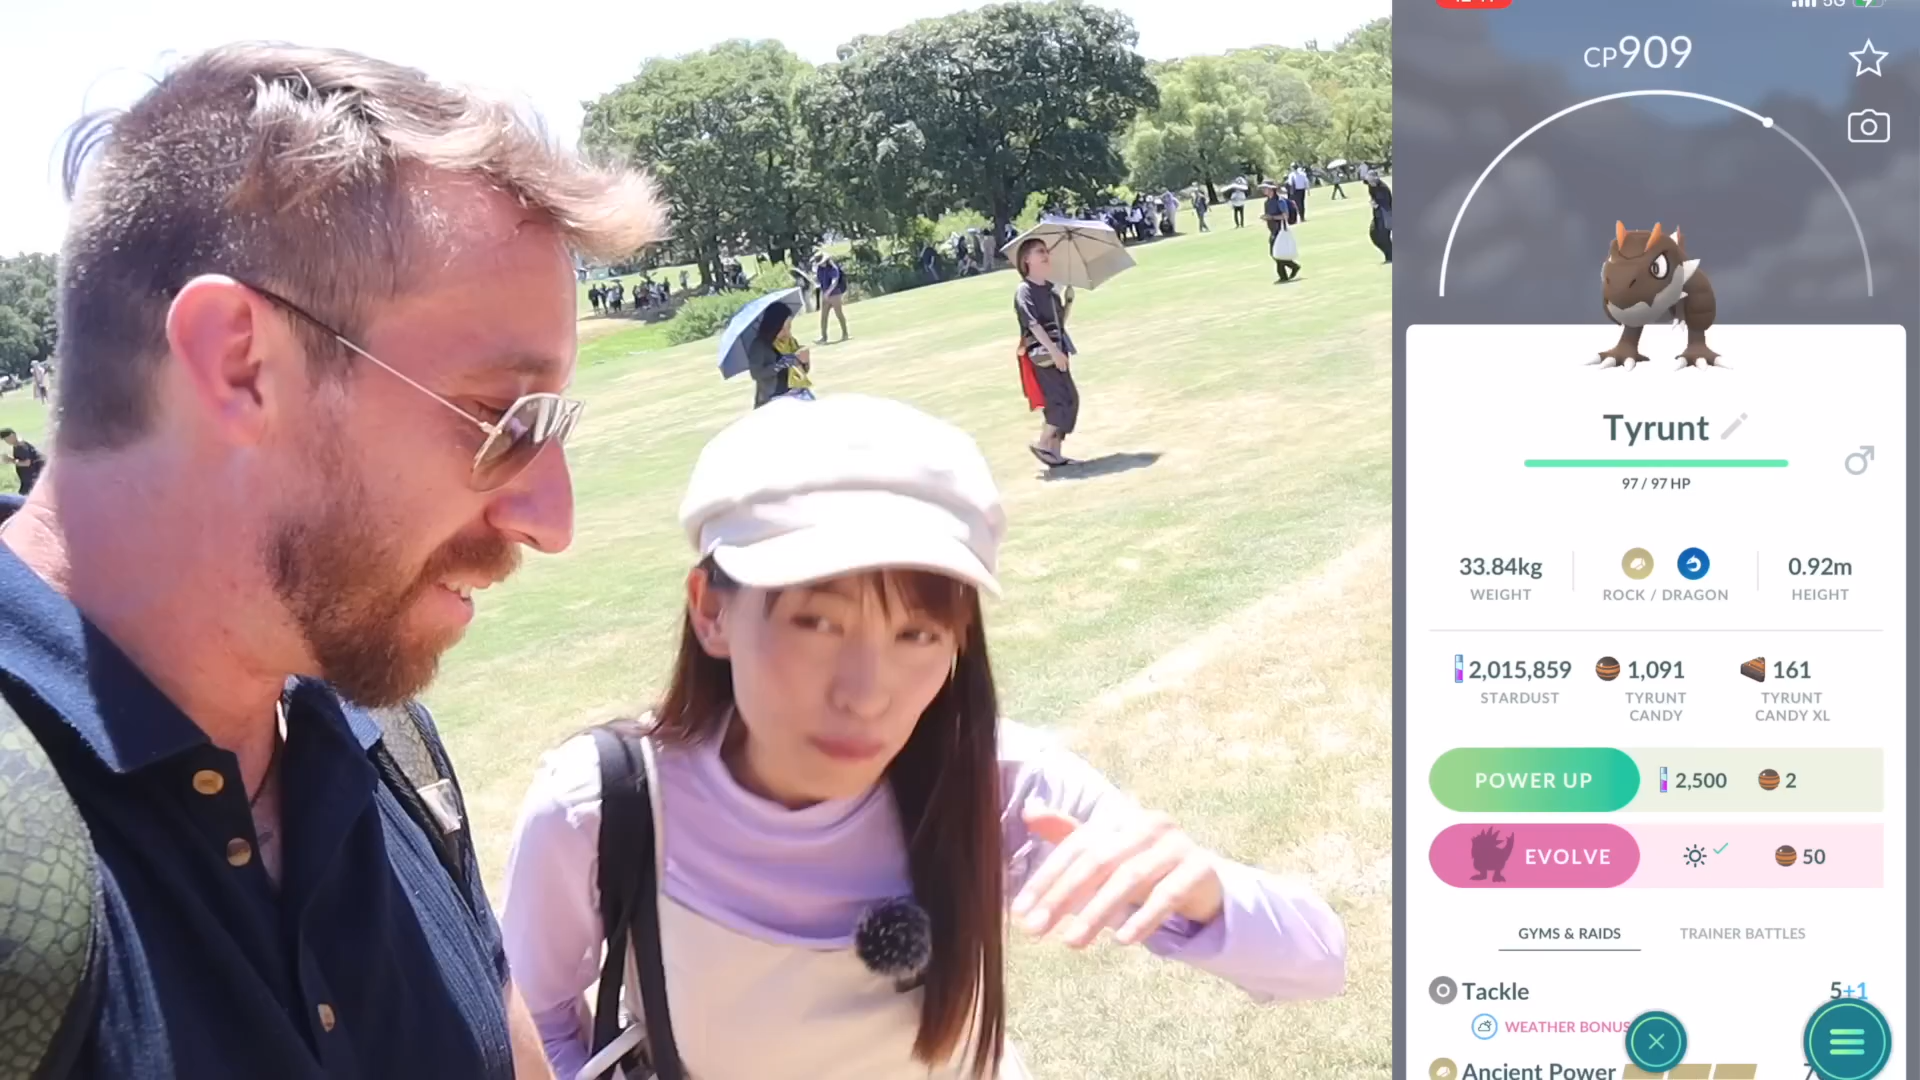 5G
CP909
Tyrunt
97 / 97 HP
33.84kg
WEIGHT
ROCK / DRAGON
0.92m
HEIGHT
2,015,859
STARDUST
1,091
TYRUNT
CANDY
161
TYRUNT
CANDY XL
POWER UP
2,500
2
EVOLVE
50
GYMS & RAIDS
TRAINER BATTLES
Tackle
5+1
WEATHER BONUS
Ancient Power